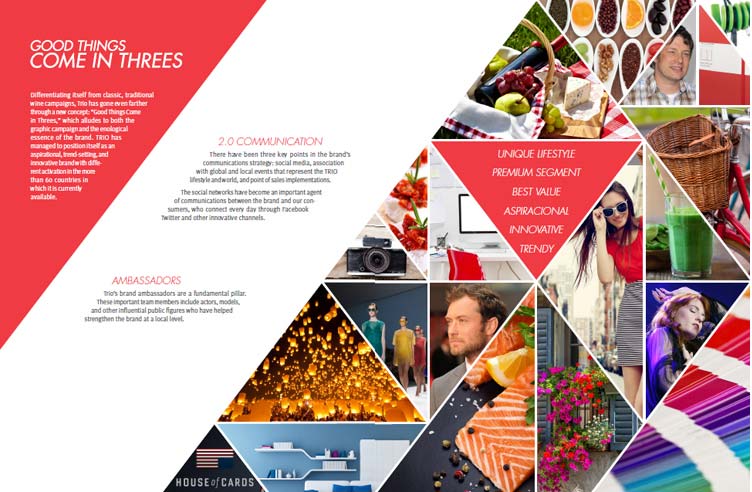 GOOD THINGS
COME IN THREES
Differentiating itself from classic, traditional
wine campaigns, Trio has gone even farther
through a new concept: "Good Things Come
in Threes," which alludes to both the
graphic campaign and the enological
essence of the brand. TRIO has
managed to position itself as an
aspirational, trend-setting, and
innovative brand with diffe-
rent activation in the more
than 60 countries in
which it is currently
available.
2.0 COMMUNICATION
There have been three key points in the brand's
communications strategy: social media, association
with global and local events that represent the TRIO
lifestyle and world, and point of sales implementations.
The social networks have become an important agent
of communications between the brand and our con-
sumers, who connect every day through Facebook
Twitter and other innovative channels.
AMBASSADORS
Trio's brand ambassadors are a fundamental pillar.
These important team members include actors, models,
and other influential public figures who have helped
strengthen the brand at a local level.
UNIQUE LIFESTYLE
PREMIUM SEGMENT
BEST VALUE
ASPIRACIONAL
INNOVATIVE
TRENDY
HOUSE of CARDS